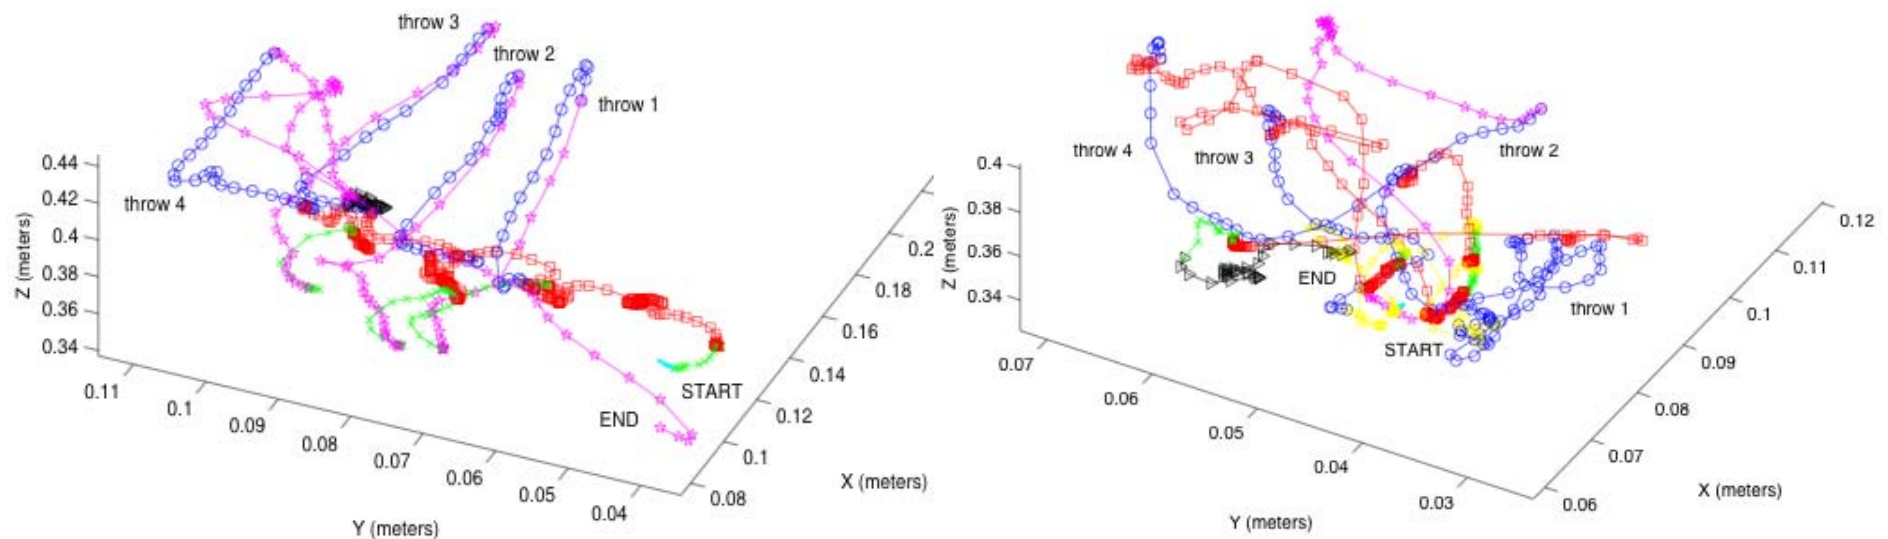 throw 3
throw 2
throw 1
throw 4
0.44
0.42
0.4
0.38
0.36
0.34
Z (meters)
START
END
0.11
0.1
0.09
0.08
0.07
0.06
0.05
0.04
Y (meters)
0.2
0.18
0.16
0.14
0.12
0.1
0.08
X (meters)
throw 4
throw 3
throw 2
throw 1
0.4
0.38
0.36
0.34
Z (meters)
END
START
0.07
0.06
0.05
0.04
0.03
Y (meters)
0.12
0.11
0.1
0.09
0.08
0.07
0.06
X (meters)